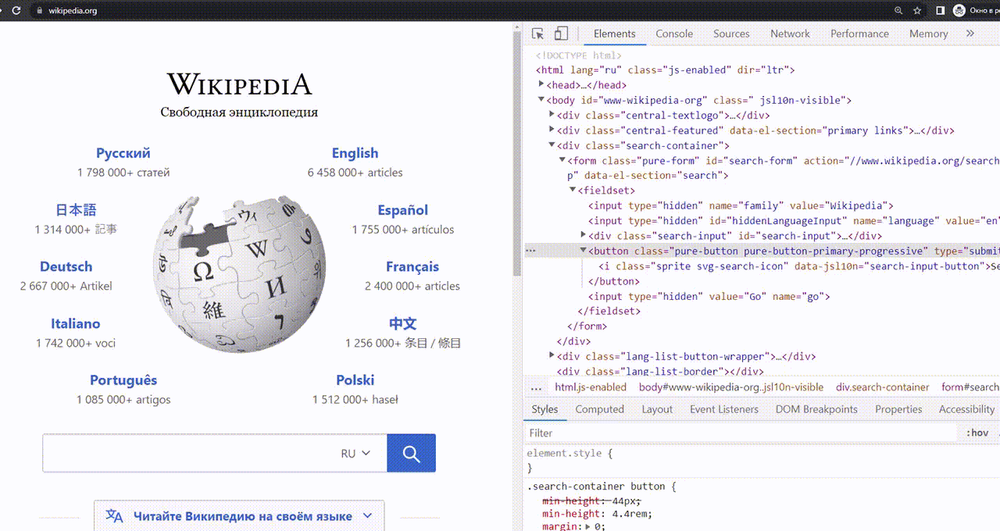 wikipedia.org
Окно в ре
WIKIPEDIA
Свободная энциклопедия
Русский
1 798 000+ статей
English
6 458 000+ articles
日本語
1 314 000+ 記事
Español
1 755 000+ artículos
Deutsch
2 667 000+ Artikel
Français
2 400 000+ articles
Italiano
1 742 000+ voci
中文
1 256 000+ 条目 / 條目
Português
1 085 000+ artigos
Polski
1 512 000+ haseł
RU
Читайте Википедию на своём языке
Elements Console Sources Network Performance Memory
<!DOCTYPE html>
<html lang="ru" class="js-enabled" dir="ltr">
<head>…</head>
<body id="www-wikipedia-org" class=" jsl10n-visible">
<div class="central-textlogo">…</div>
<div class="central-featured" data-el-section="primary links">…</div>
<div class="search-container">
<form class="pure-form" id="search-form" action="//www.wikipedia.org/search
p" data-el-section="search">
<fieldset>
<input type="hidden" name="family" value="Wikipedia">
<input type="hidden" id="hiddenLanguageInput" name="language" value="en"
<div class="search-input" id="search-input">…</div>
<button class="pure-button pure-button-primary-progressive" type="submit
<i class="sprite svg-search-icon" data-jsl10n="search-input-button">Se
</button>
<input type="hidden" value="Go" name="go">
</fieldset>
</form>
</div>
<div class="lang-list-button-wrapper">…</div>
<div class="lang-list-border"></div>
... html.js-enabled body#www-wikipedia-org.jsl10n-visible div.search-container form#search
Styles Computed Layout Event Listeners DOM Breakpoints Properties Accessibility
Filter :hov
element.style {
}
.search-container button {
min-height: 44px;
min-height: 4.4rem;
margin: 0;